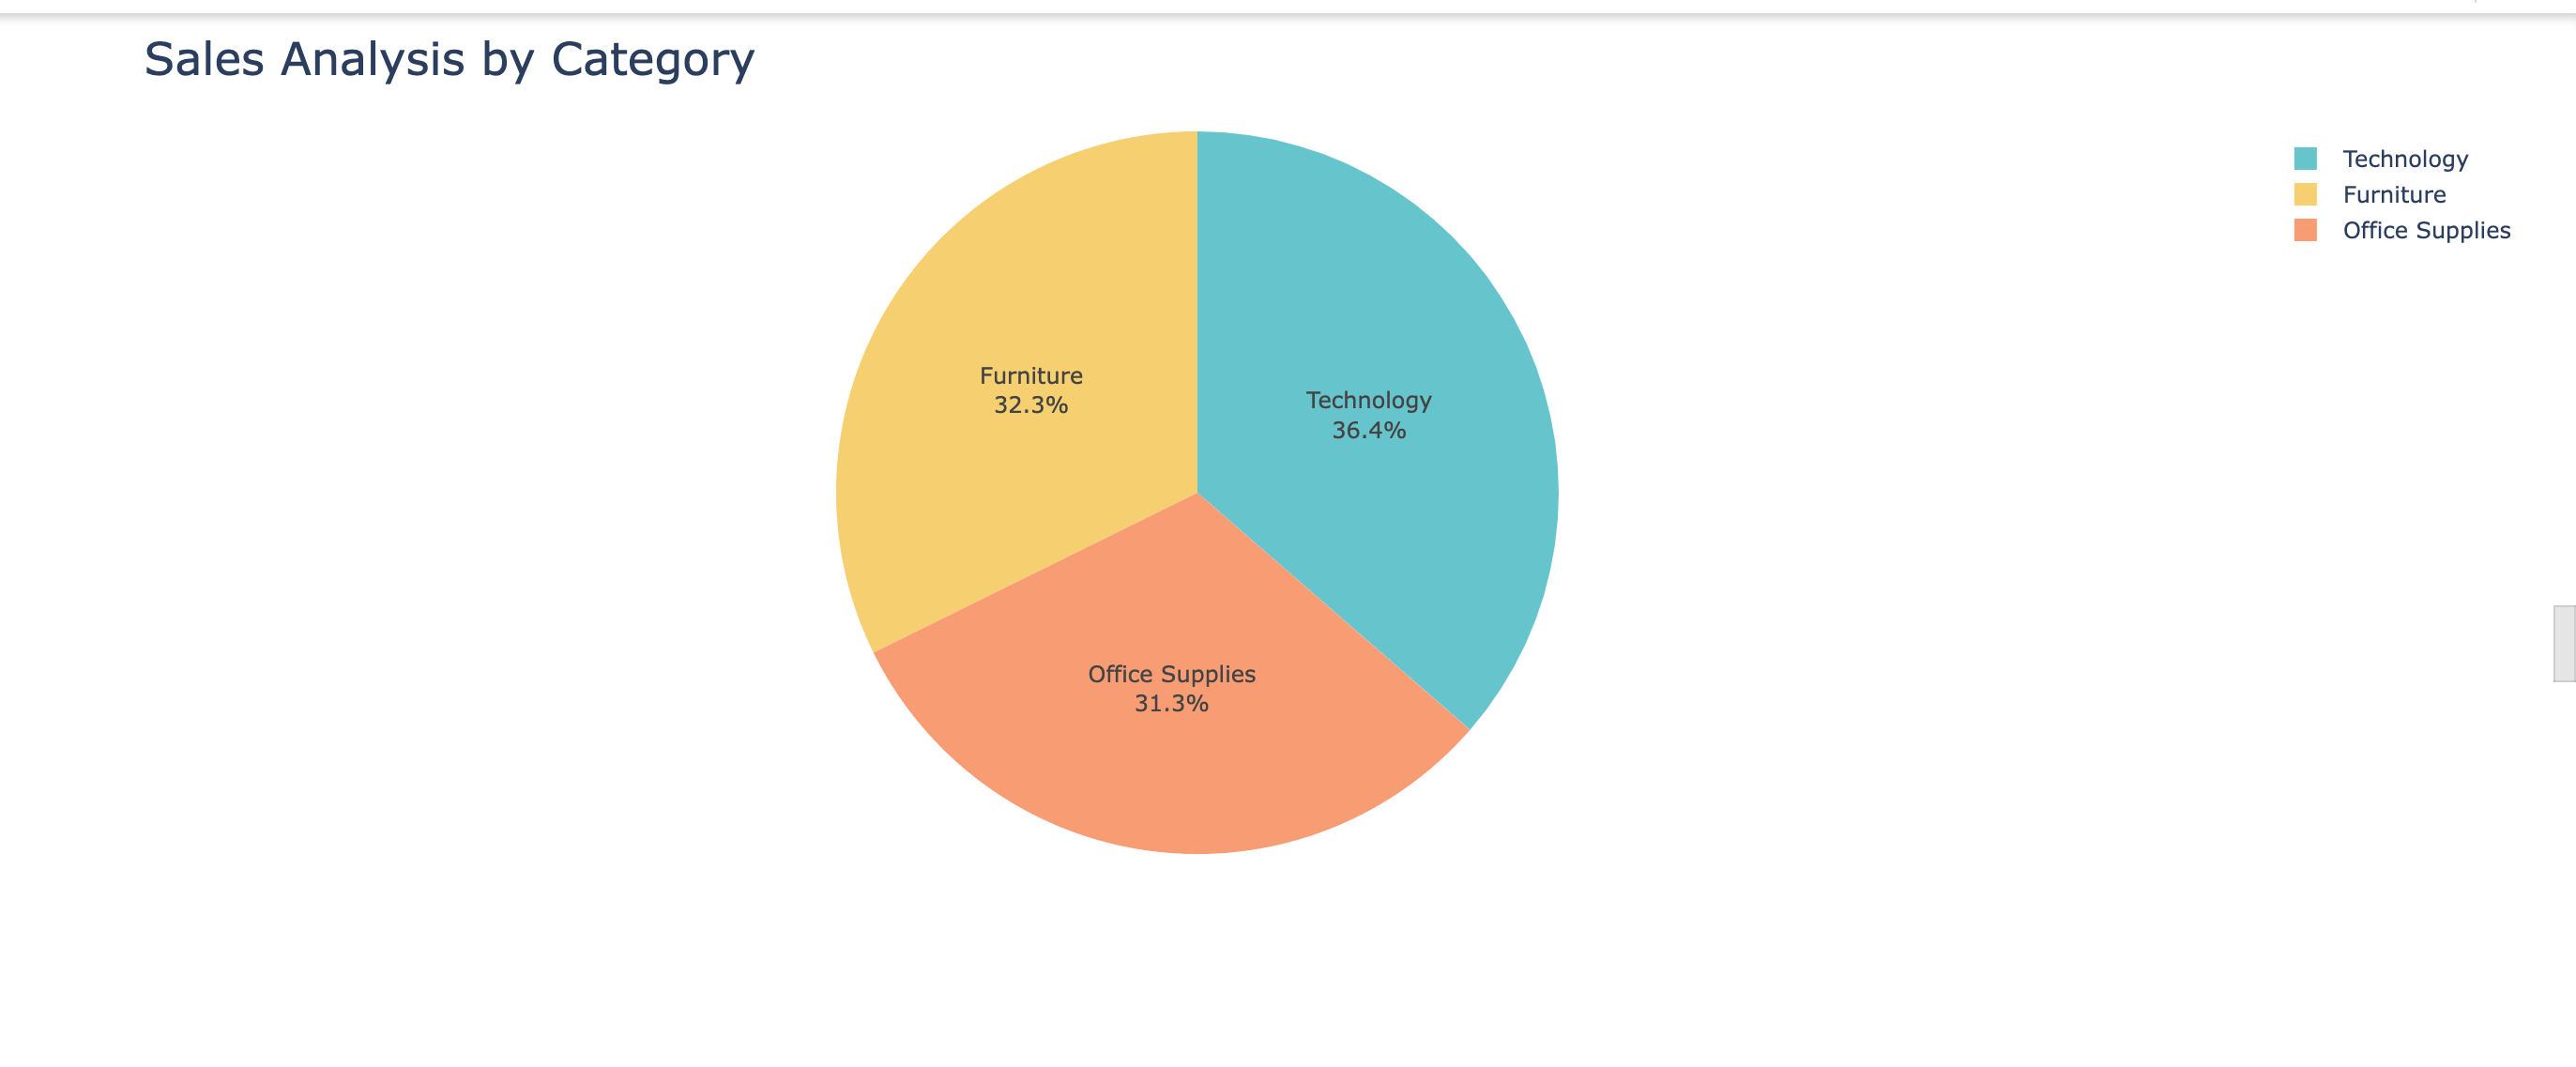 Sales Analysis by Category
Technology
Furniture
Office Supplies
Furniture
32.3%
Technology
36.4%
Office Supplies
31.3%